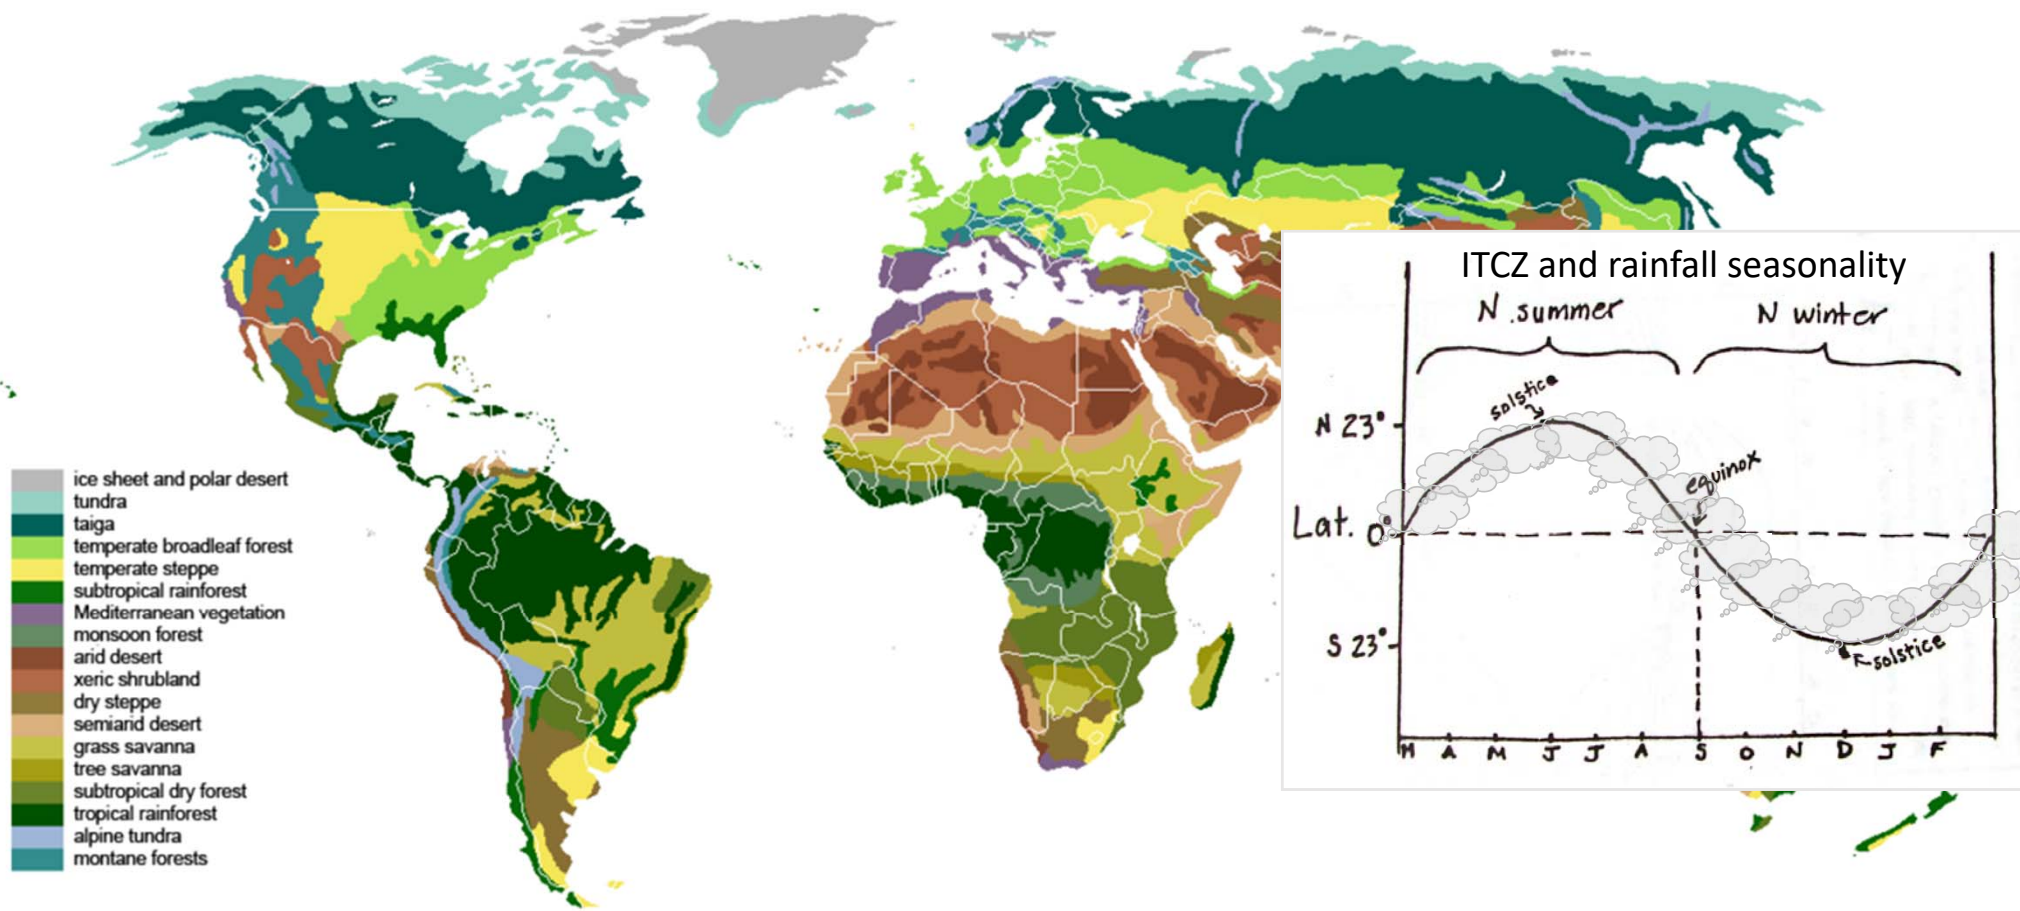 ice sheet and polar desert
tundra
taiga
temperate broadleaf forest
temperate steppe
subtropical rainforest
Mediterranean vegetation
monsoon forest
arid desert
xeric shrubland
dry steppe
semiarid desert
grass savanna
tree savanna
subtropical dry forest
tropical rainforest
alpine tundra
montane forests
ITCZ and rainfall seasonality
N. summer
N winter
solstice
N 23°
equinox
Lat. 0°
S 23°
solstice
M A M J J A S O N D J F